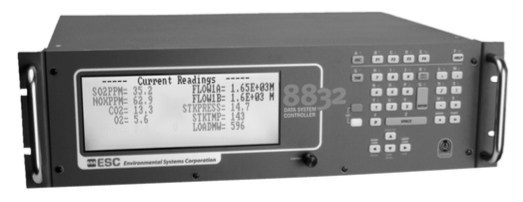 ----- Current Readings -----
SO2PPM= 35.2 FLOW1A= 1.65E+03 M
NOXPPM= 62.9 FLOW1B= 1.6E+03 M
CO2= 13.3 STKPRESS= 14.7
O2= 5.6 STKTMP= 143
LOADMW= 596
8832
DATA SYSTEM
CONTROLLER
ESC Environmental Systems Corporation